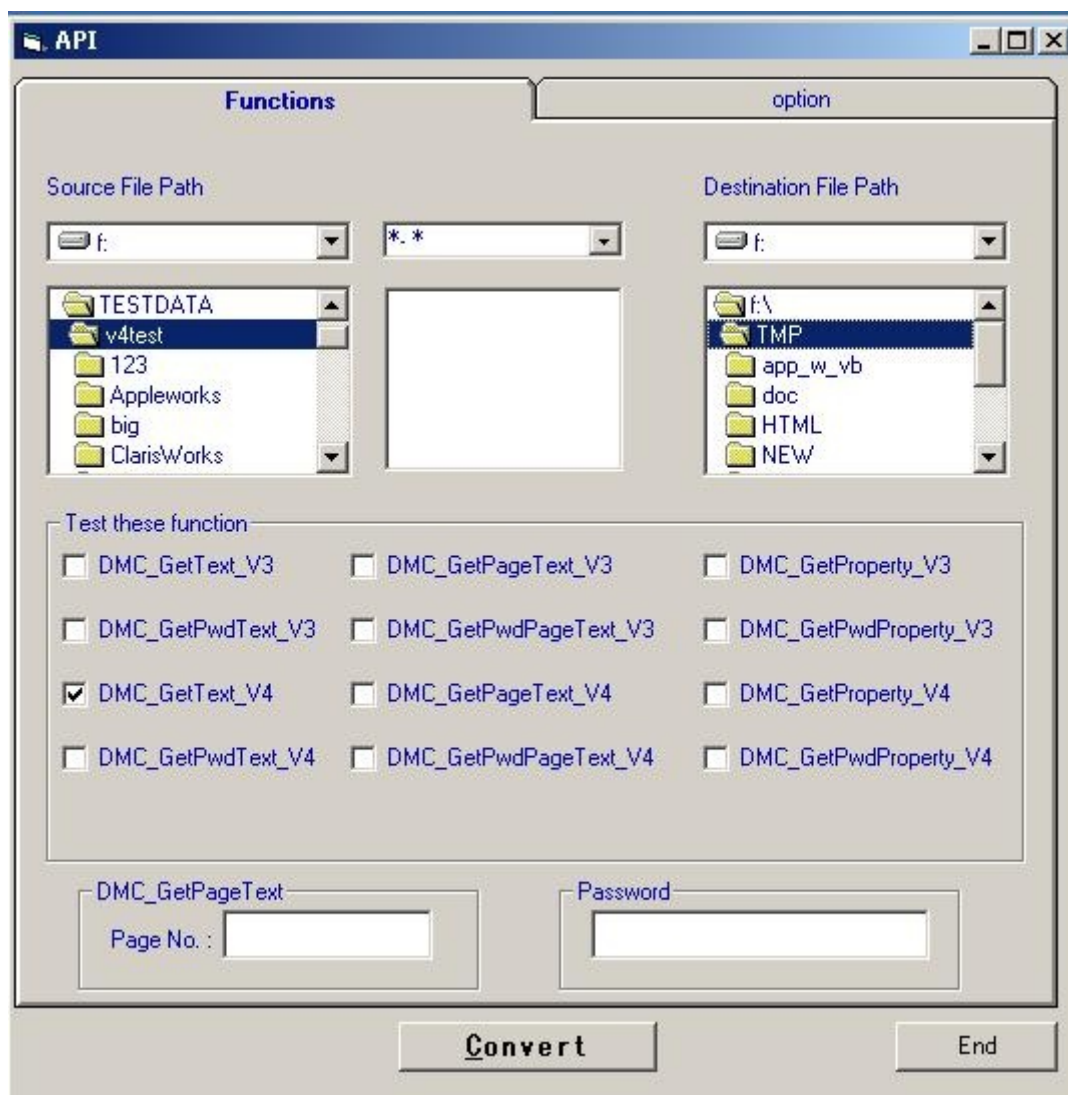 API
Functions option
Source File Path Destination File Path
f: *.* f:
TESTDATA
v4test
123
Appleworks
big
ClarisWorks
f:\
TMP
app_w_vb
doc
HTML
NEW
Test these function
DMC_GetText_V3 DMC_GetPageText_V3 DMC_GetProperty_V3
DMC_GetPwdText_V3 DMC_GetPwdPageText_V3 DMC_GetPwdProperty_V3
DMC_GetText_V4 DMC_GetPageText_V4 DMC_GetProperty_V4
DMC_GetPwdText_V4 DMC_GetPwdPageText_V4 DMC_GetPwdProperty_V4
DMC_GetPageText Password
Page No. :
Convert End